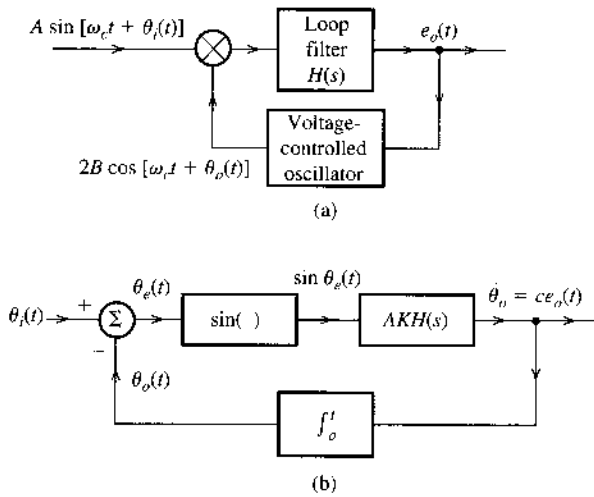 A sin [ω_c t + θ_i(t)]
Loop
filter
H(s)
e_o(t)
Voltage-
controlled
oscillator
2B cos [ω_c t + θ_o(t)]
(a)
θ_i(t)
+
Σ
−
θ_e(t)
sin( )
sin θ_e(t)
AKH(s)
θ̇_o = ce_o(t)
θ_o(t)
∫_o^t
(b)